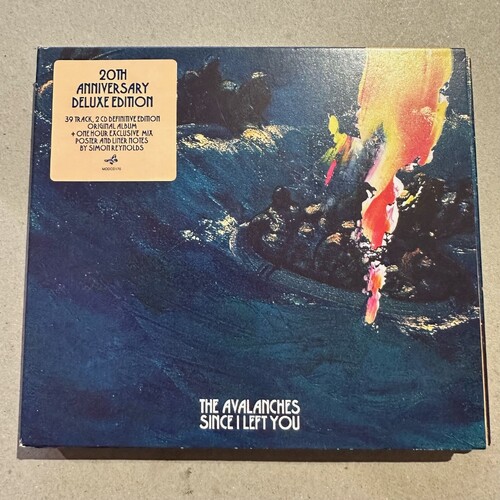 20TH
ANNIVERSARY
DELUXE EDITION
39 TRACK, 2 CD DEFINITIVE EDITION
ORIGINAL ALBUM
+ ONE HOUR EXCLUSIVE MIX
POSTER AND LINER NOTES
BY SIMON REYNOLDS
THE AVALANCHES
SINCE I LEFT YOU